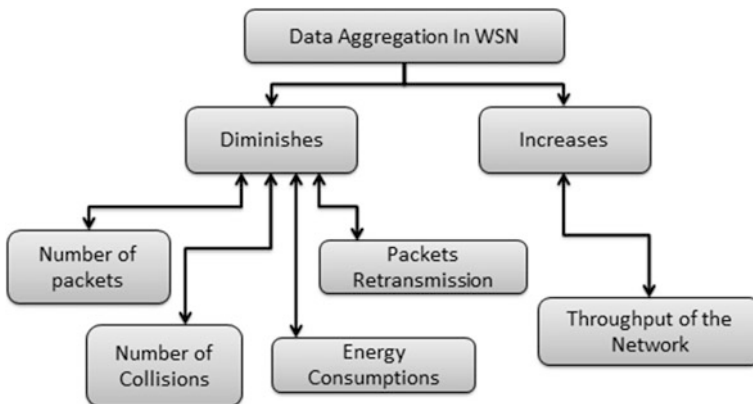 Data Aggregation In WSN
Diminishes
Increases
Number of
packets
Packets
Retransmission
Number of
Collisions
Energy
Consumptions
Throughput of the
Network